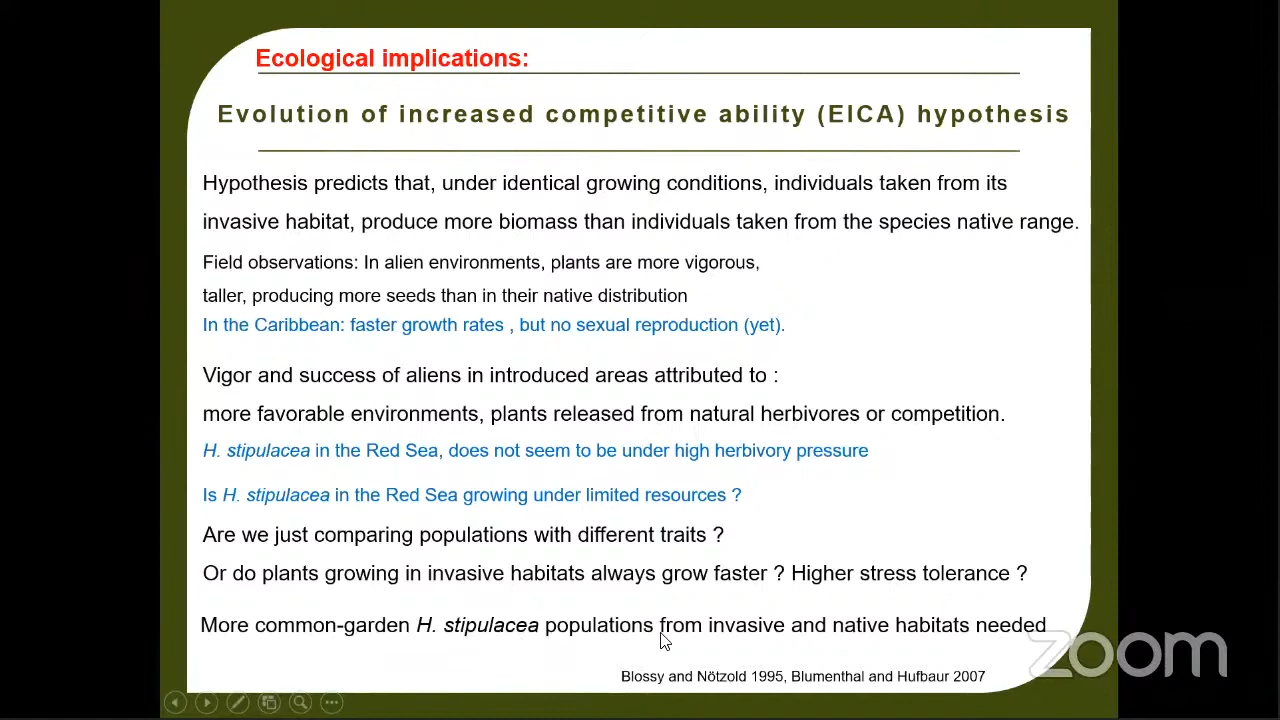 Ecological implications:
Evolution of increased competitive ability (EICA) hypothesis
Hypothesis predicts that, under identical growing conditions, individuals taken from its
invasive habitat, produce more biomass than individuals taken from the species native range.
Field observations: In alien environments, plants are more vigorous,
taller, producing more seeds than in their native distribution
In the Caribbean: faster growth rates , but no sexual reproduction (yet).
Vigor and success of aliens in introduced areas attributed to :
more favorable environments, plants released from natural herbivores or competition.
H. stipulacea in the Red Sea, does not seem to be under high herbivory pressure
Is H. stipulacea in the Red Sea growing under limited resources ?
Are we just comparing populations with different traits ?
Or do plants growing in invasive habitats always grow faster ? Higher stress tolerance ?
More common-garden H. stipulacea populations from invasive and native habitats needed
Blossy and Nötzold 1995, Blumenthal and Hufbaur 2007
zoom